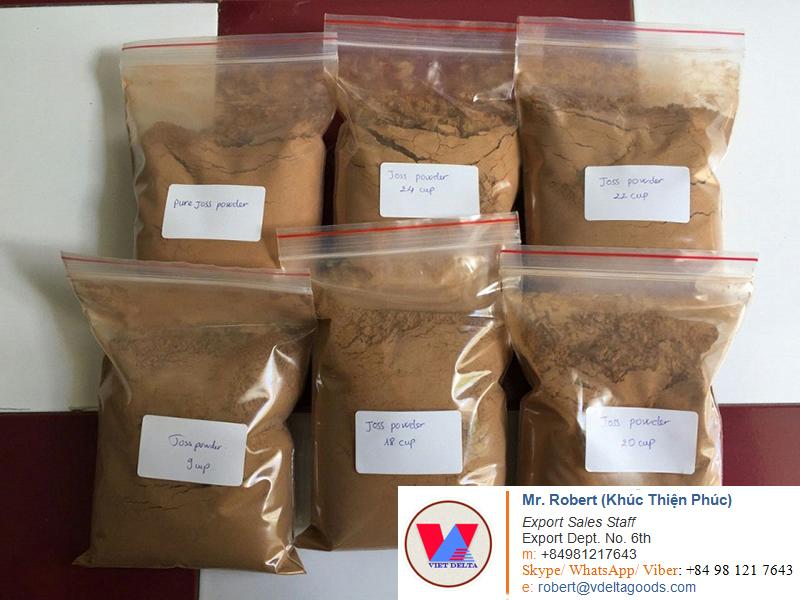 pure Joss powder
Joss powder
24 cup
Joss powder
22 cup
Joss powder
9 cup
Joss powder
18 cup
Joss powder
20 cup
VIET DELTA
Mr. Robert (Khúc Thiện Phúc)
Export Sales Staff
Export Dept. No. 6th
m: +84981217643
Skype/ WhatsApp/ Viber: +84 98 121 7643
e: robert@vdeltagoods.com